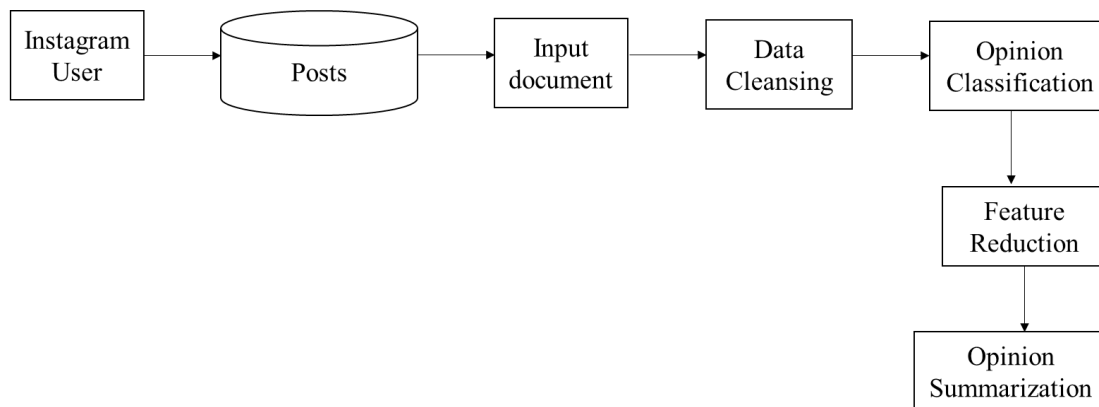 Instagram
User
Posts
Input
document
Data
Cleansing
Opinion
Classification
Feature
Reduction
Opinion
Summarization